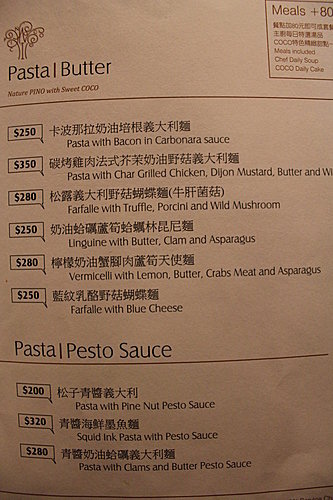 Meals +80
餐點加80元即可成套餐
主廚每日特選湯品
COCO特色精緻甜點
Meals included
Chef Daily Soup
COCO Daily Cake
Pasta | Butter
Nature PINO with Sweet COCO
$250 卡波那拉奶油培根義大利麵
Pasta with Bacon in Carbonara sauce
$350 碳烤雞肉法式芥茉奶油野菇義大利麵
Pasta with Char Grilled Chicken, Dijon Mustard, Butter and
$280 松露義大利野菇蝴蝶麵(牛肝菌菇)
Farfalle with Truffle, Porcini and Wild Mushroom
$250 奶油蛤蠣蘆筍蛤蠣林昆尼麵
Linguine with Butter, Clam and Asparagus
$280 檸檬奶油蟹腳肉蘆筍天使麵
Vermicelli with Lemon, Butter, Crabs Meat and Asparagus
$250 藍紋乳酪野菇蝴蝶麵
Farfalle with Blue Cheese
Pasta | Pesto Sauce
$200 松子青醬義大利
Pasta with Pine Nut Pesto Sauce
$320 青醬海鮮墨魚麵
Squid Ink Pasta with Pesto Sauce
$280 青醬奶油蛤蠣義大利麵
Pasta with Clams and Butter Pesto Sauce